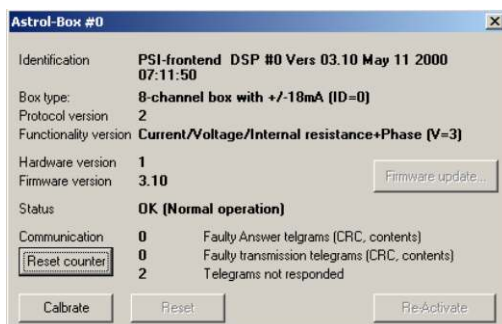 Astrol-Box #0
Identification PSI-frontend DSP #0 Vers 03.10 May 11 2000
07:11:50
Box type: 8-channel box with +/-18mA (ID=0)
Protocol version 2
Functionality version Current/Voltage/Internal resistance+Phase (V=3)
Hardware version 1
Firmware version 3.10
Firmware update...
Status OK (Normal operation)
Communication 0 Faulty Answer telgrams (CRC, contents)
Reset counter 0 Faulty transmission telegrams (CRC, contents)
2 Telegrams not responded
Calbrate Reset Re-Activate